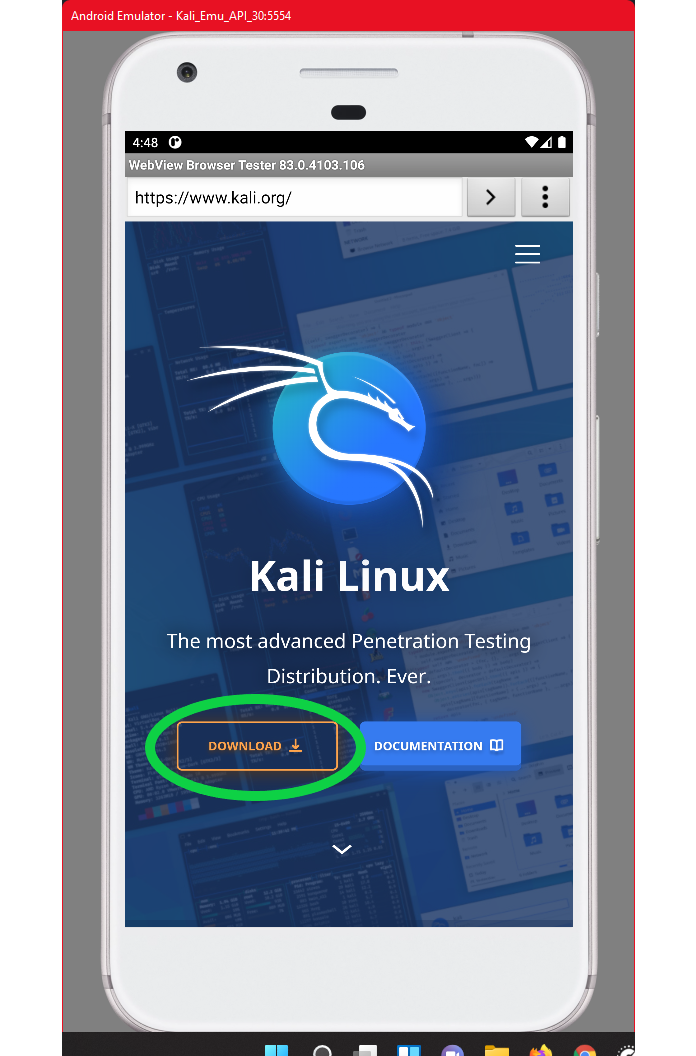 Android Emulator - Kali_Emu_API_30:5554
4:48
WebView Browser Tester 83.0.4103.106
https://www.kali.org/
Kali Linux
The most advanced Penetration Testing
Distribution. Ever.
DOWNLOAD
DOCUMENTATION